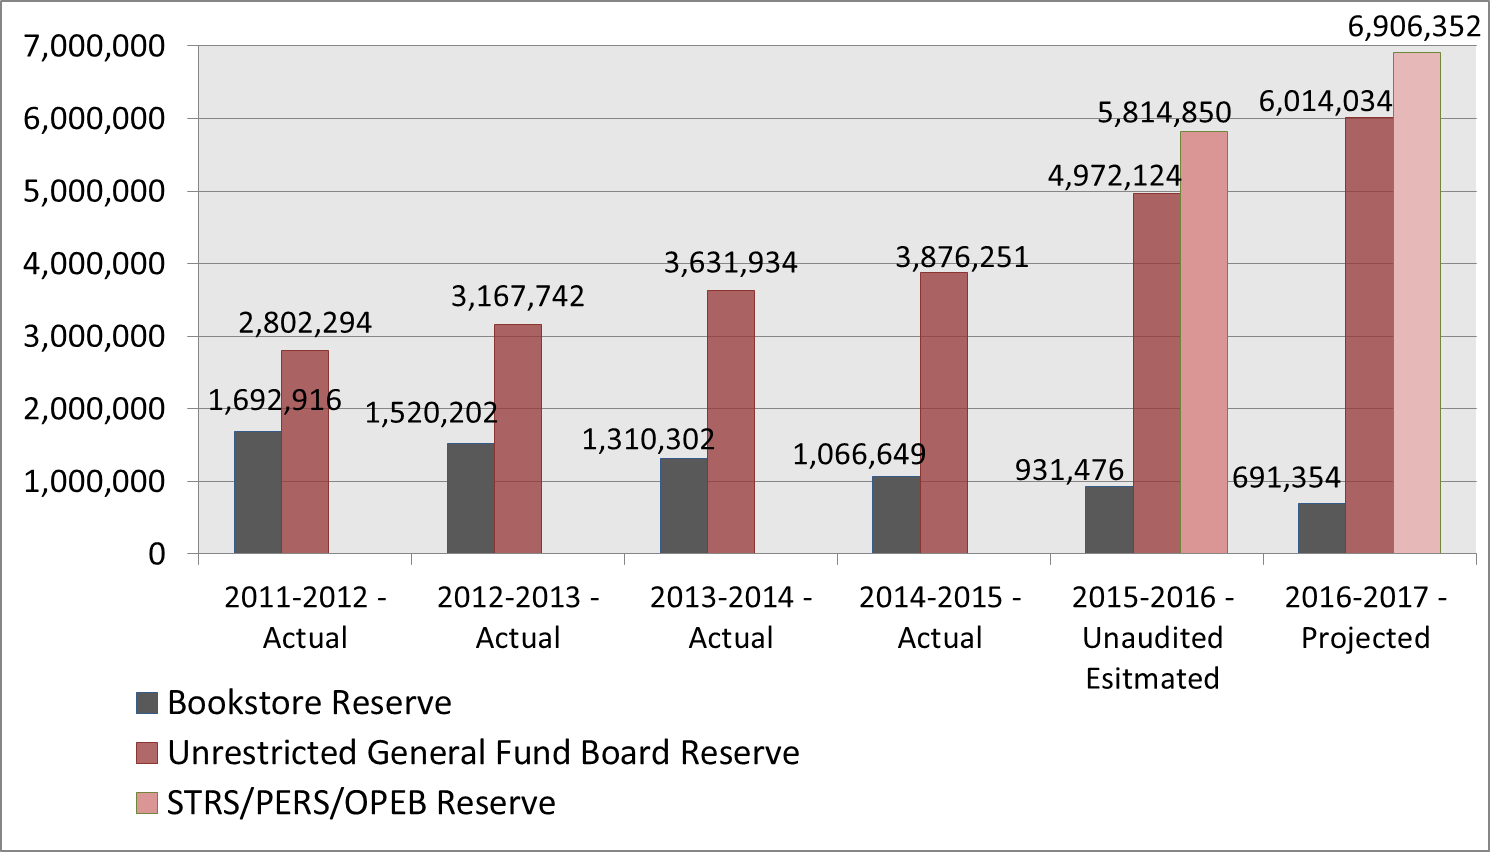 6,906,352
7,000,000
6,000,000
5,000,000
4,000,000
3,000,000
2,000,000
1,000,000
0
1,692,916
2,802,294
1,520,202
3,167,742
1,310,302
3,631,934
1,066,649
3,876,251
931,476
4,972,124
5,814,850
691,354
6,014,034
2011-2012 -
Actual
2012-2013 -
Actual
2013-2014 -
Actual
2014-2015 -
Actual
2015-2016 -
Unaudited
Esitmated
2016-2017 -
Projected
Bookstore Reserve
Unrestricted General Fund Board Reserve
STRS/PERS/OPEB Reserve